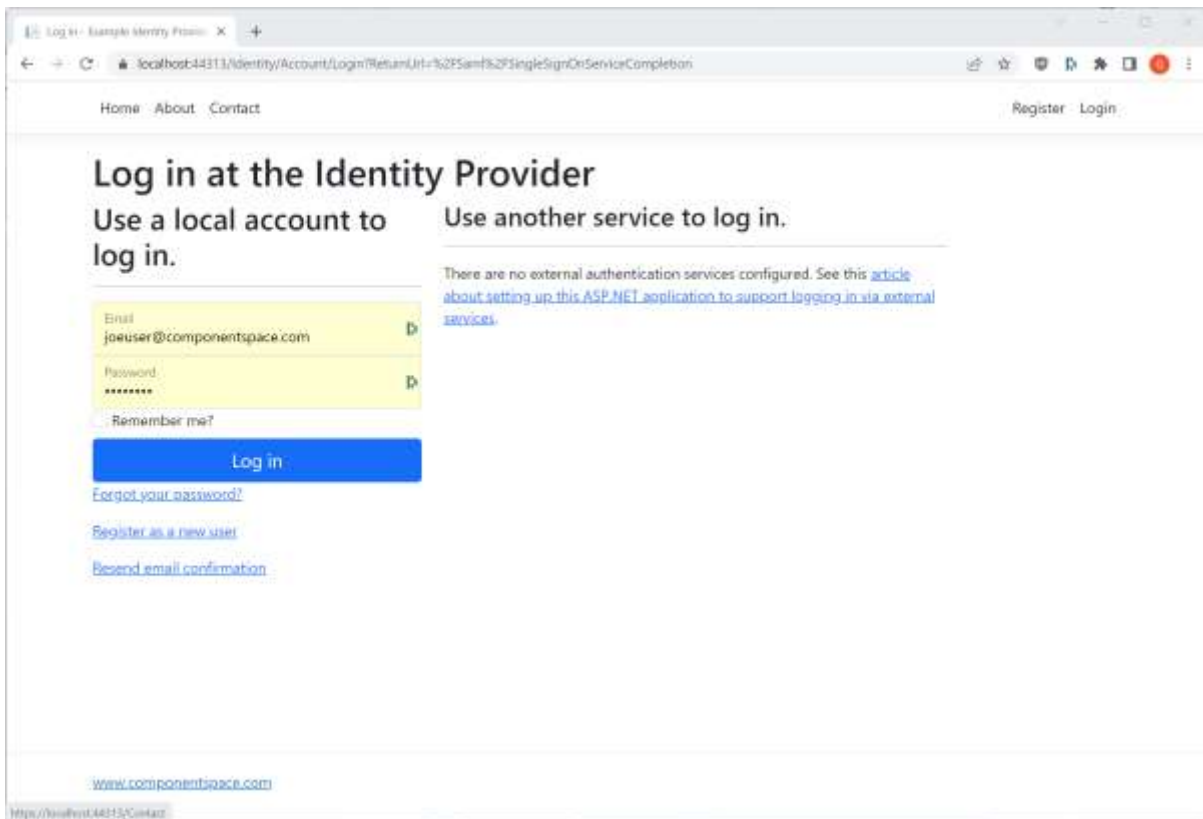 Log in - Example Identity Provid
localhost:44313/Identity/Account/Login?ReturnUrl=%2FSaml%2FSingleSignOnServiceCompletion
Home About Contact
Register Login
Log in at the Identity Provider
Use a local account to
log in.
Email
joeuser@componentspace.com
Password
••••••••
Remember me?
Log in
Forgot your password?
Register as a new user
Resend email confirmation
Use another service to log in.
There are no external authentication services configured. See this article
about setting up this ASP.NET application to support logging in via external
services.
www.componentspace.com
https://localhost:44313/Contact